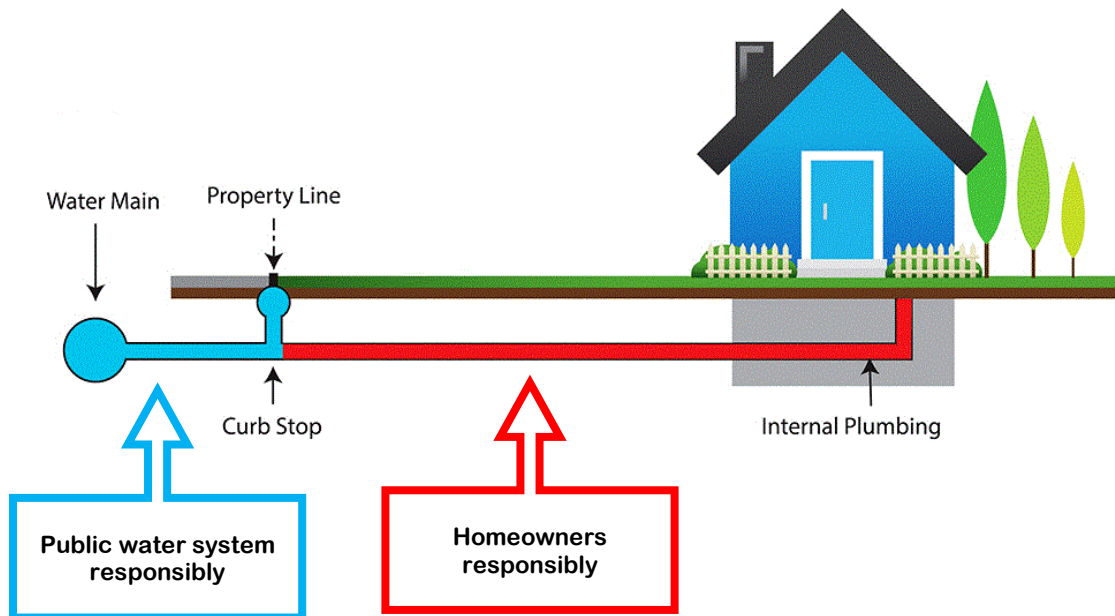 Water Main
Property Line
Curb Stop
Internal Plumbing
Public water system
responsibly
Homeowners
responsibly